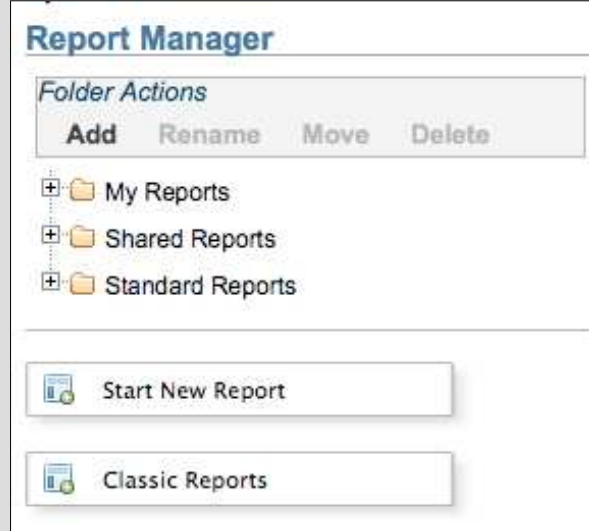 Report Manager
Folder Actions
Add Rename Move Delete
My Reports
Shared Reports
Standard Reports
Start New Report
Classic Reports